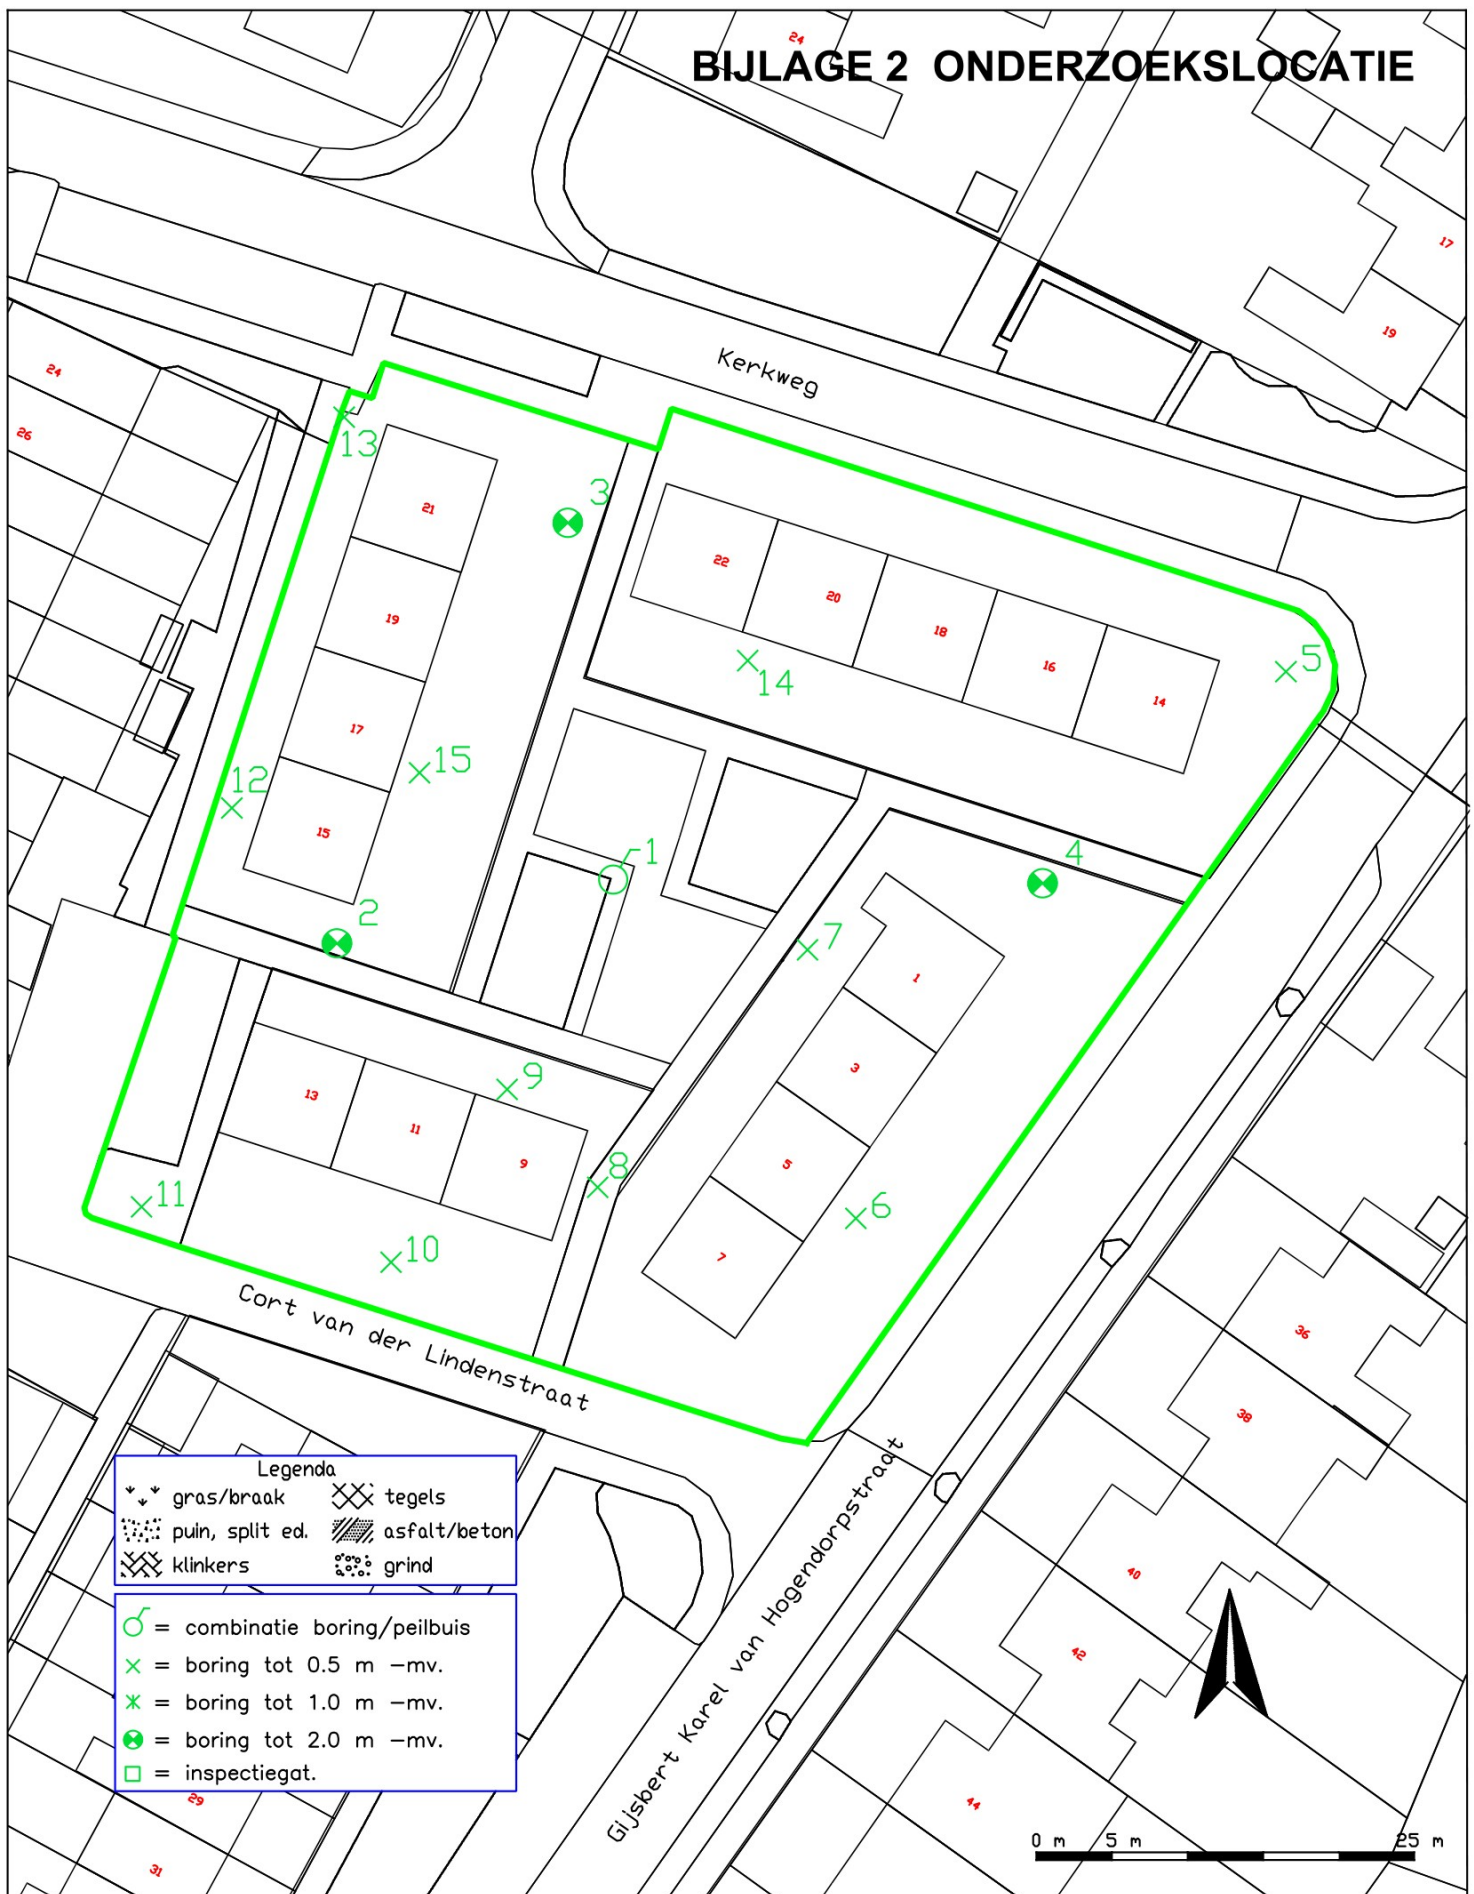 BIJLAGE 2 ONDERZOEKSLOCATIE
24
17
19
Kerkweg
24
26
13
21
3
22
20
18
16
14
5
19
14
17
15
12
15
1
4
2
7
1
3
13
11
9
9
5
8
6
11
10
7
Cort van der Lindenstraat
Gijsbert Karel van Hogendorpstraat
36
38
40
42
44
29
31
Legenda
gras/braak
tegels
puin, split ed.
asfalt/beton
klinkers
grind
= combinatie boring/peilbuis
= boring tot 0.5 m -mv.
= boring tot 1.0 m -mv.
= boring tot 2.0 m -mv.
= inspectiegat.
0 m 5 m 25 m